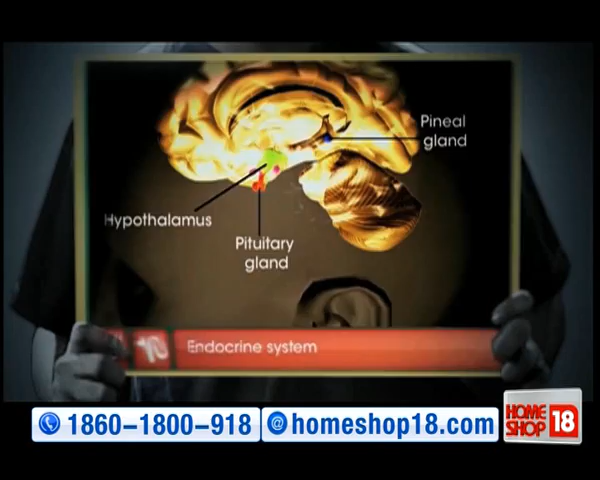 Pineal
gland
Hypothalamus
Pituitary
gland
Endocrine system
1860-1800-918
@homeshop18.com
HOME
SHOP 18